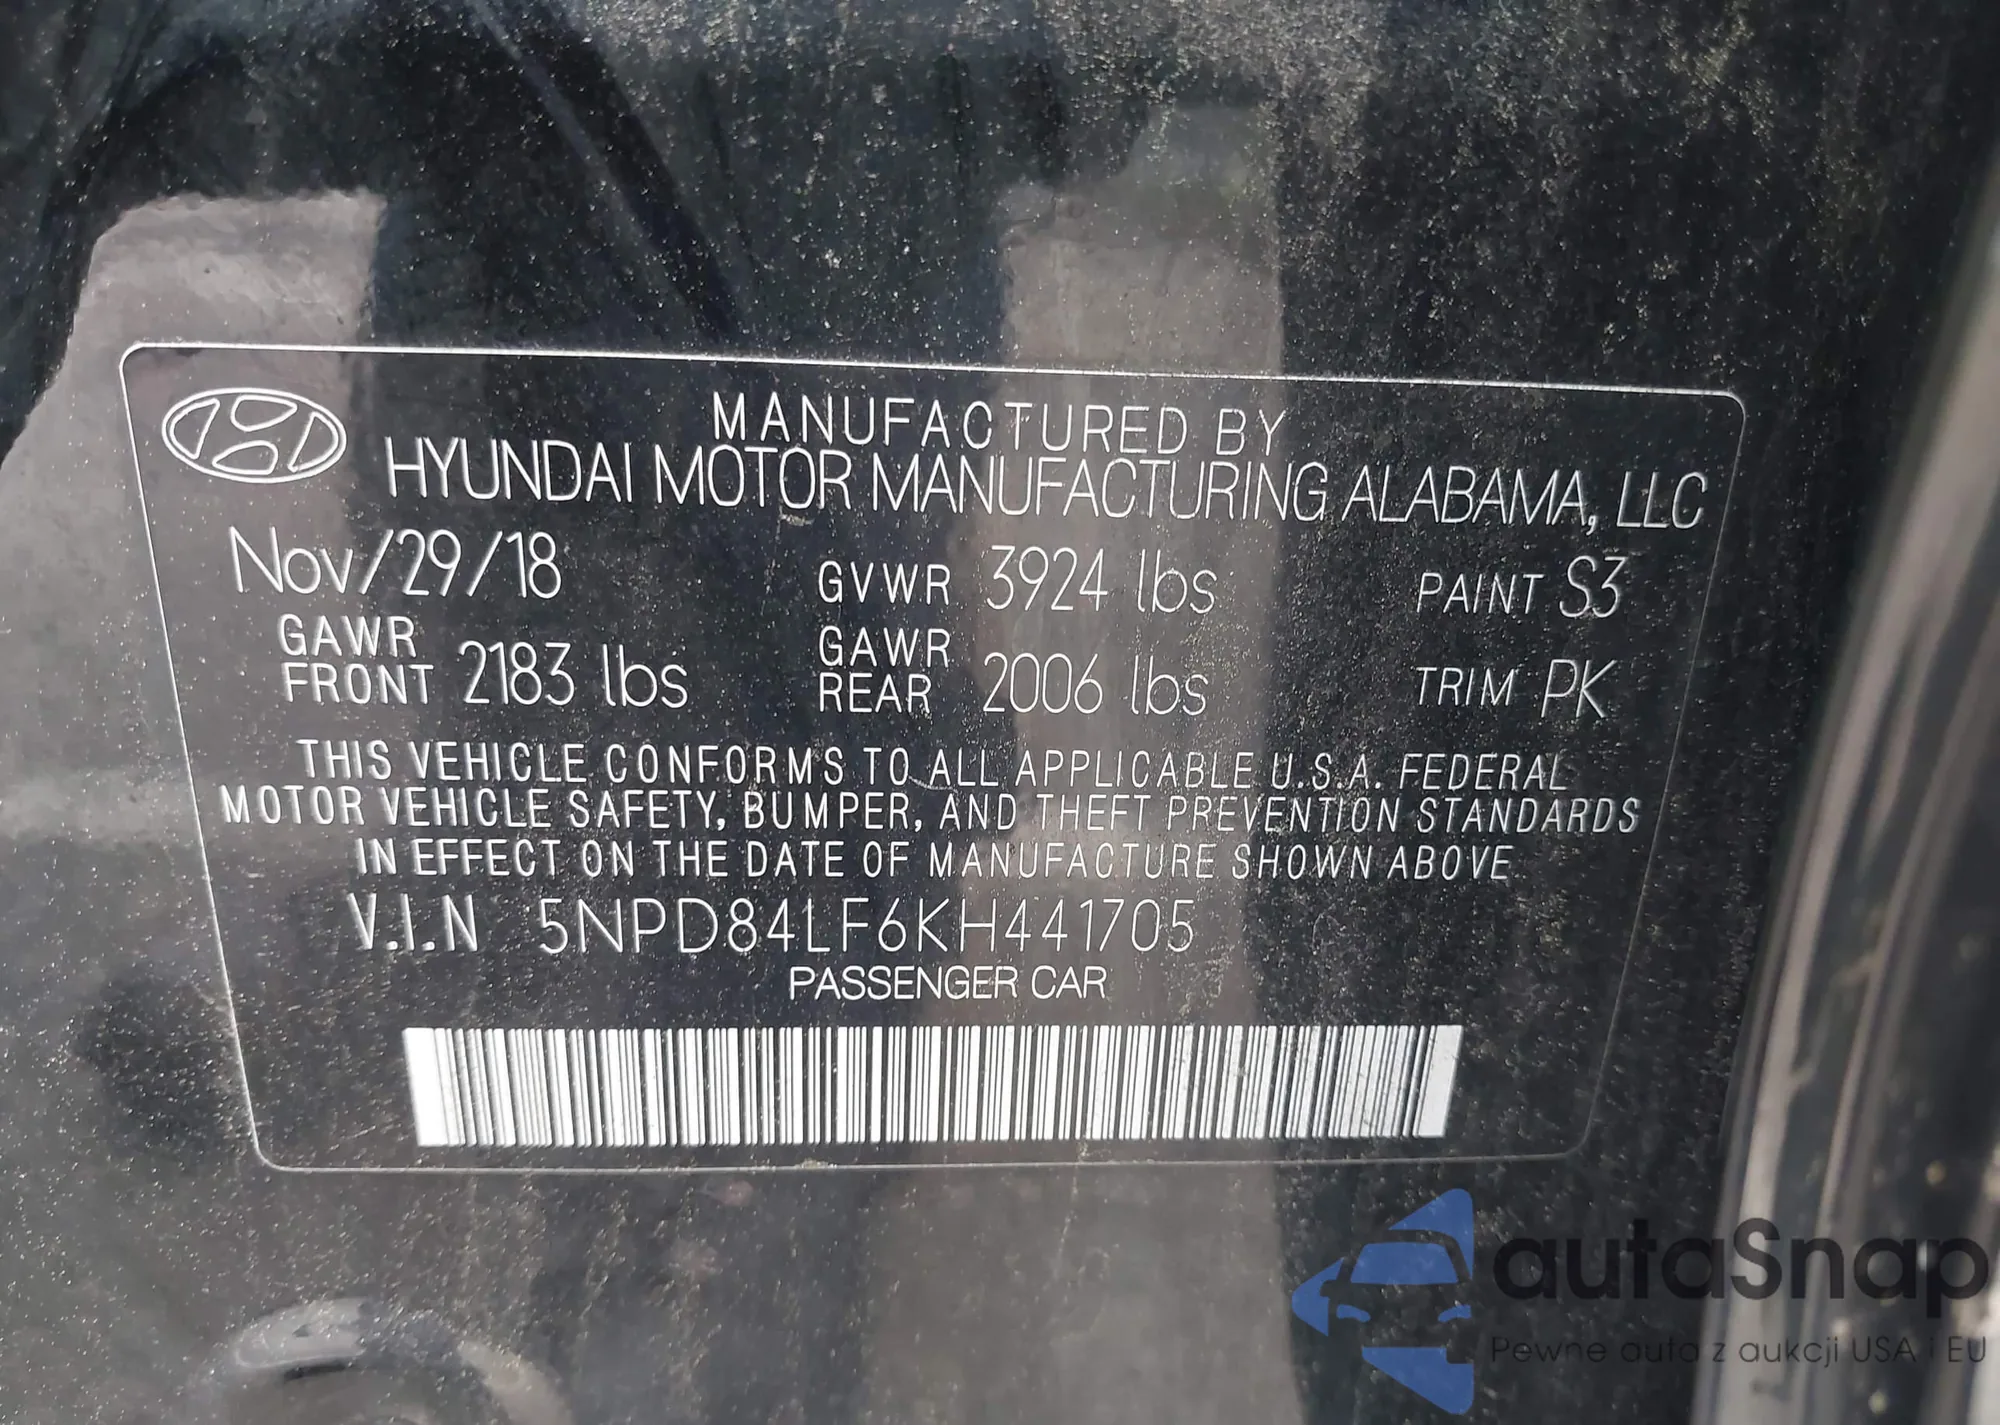 MANUFACTURED BY
HYUNDAI MOTOR MANUFACTURING ALABAMA, LLC
Nov/29/18 GVWR 3924 lbs PAINT S3
GAWR FRONT 2183 lbs GAWR REAR 2006 lbs TRIM PK
THIS VEHICLE CONFORMS TO ALL APPLICABLE U.S.A. FEDERAL
MOTOR VEHICLE SAFETY, BUMPER, AND THEFT PREVENTION STANDARDS
IN EFFECT ON THE DATE OF MANUFACTURE SHOWN ABOVE
V.I.N 5NPD84LF6KH441705
PASSENGER CAR
autaSnap
Pewne auta z aukcji USA i EU